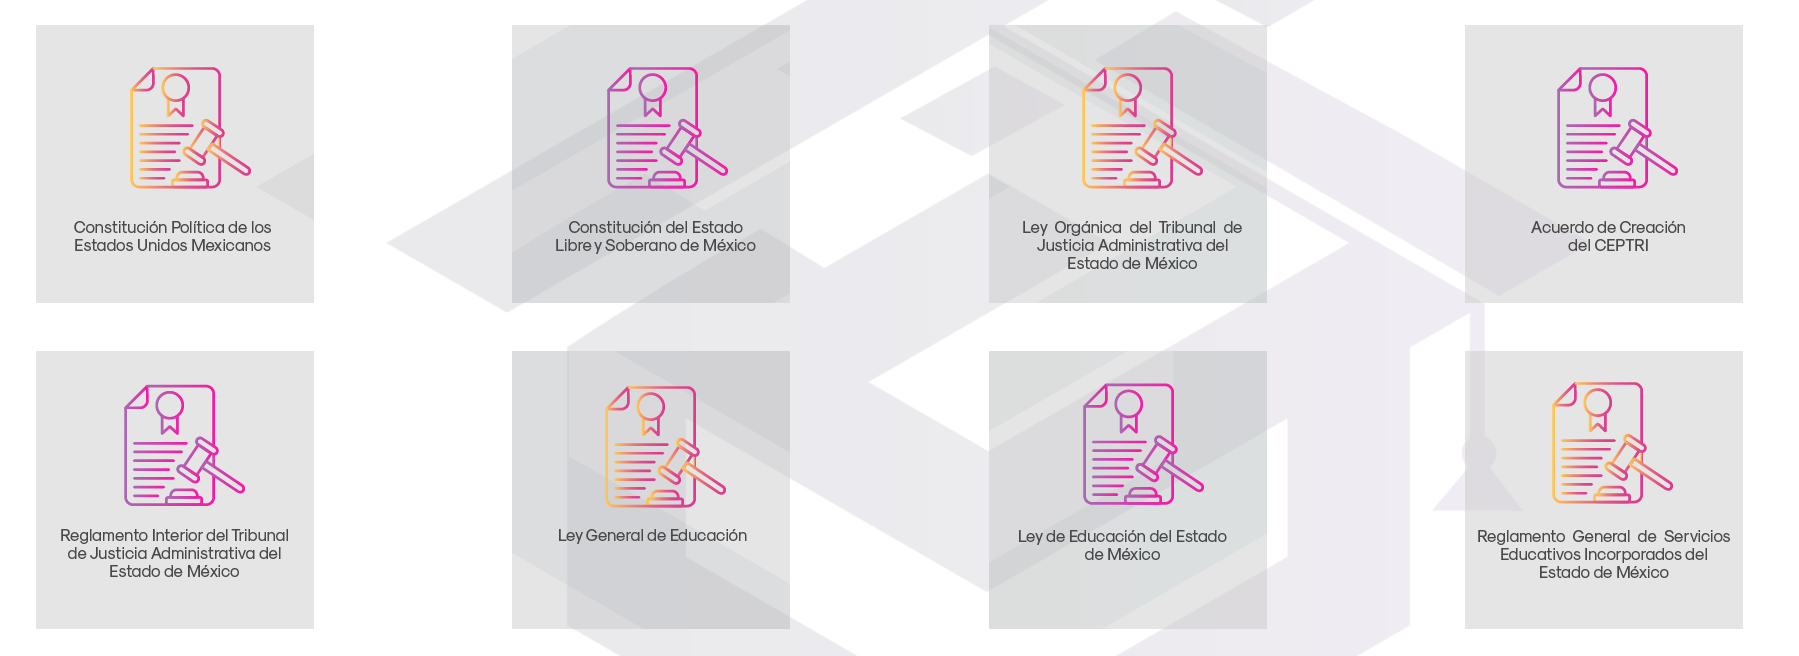 Constitución Política de los
Estados Unidos Mexicanos
Constitución del Estado
Libre y Soberano de México
Ley Orgánica del Tribunal de
Justicia Administrativa del
Estado de México
Acuerdo de Creación
del CEPTRI
Reglamento Interior del Tribunal
de Justicia Administrativa del
Estado de México
Ley General de Educación
Ley de Educación del Estado
de México
Reglamento General de Servicios
Educativos Incorporados del
Estado de México